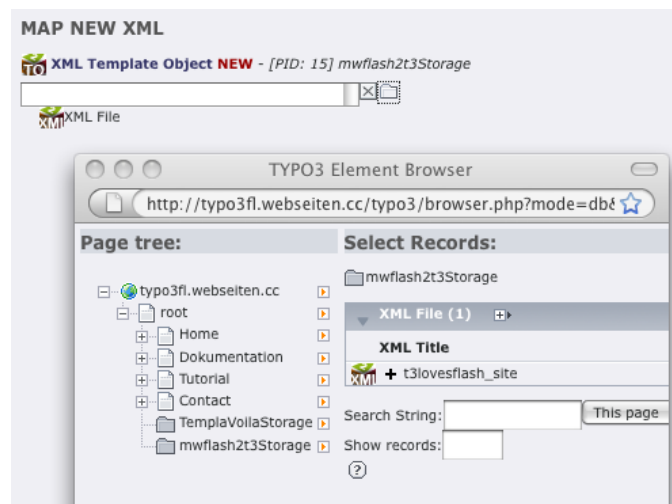 MAP NEW XML
TO XML Template Object NEW - [PID: 15] mwflash2t3Storage
XML XML File
TYPO3 Element Browser
http://typo3fl.webseiten.cc/typo3/browser.php?mode=db&
Page tree:
typo3fl.webseiten.cc
root
Home
Dokumentation
Tutorial
Contact
TemplaVoilaStorage
mwflash2t3Storage
Select Records:
mwflash2t3Storage
XML File (1)
XML Title
XML t3lovesflash_site
Search String: This page
Show records:
?